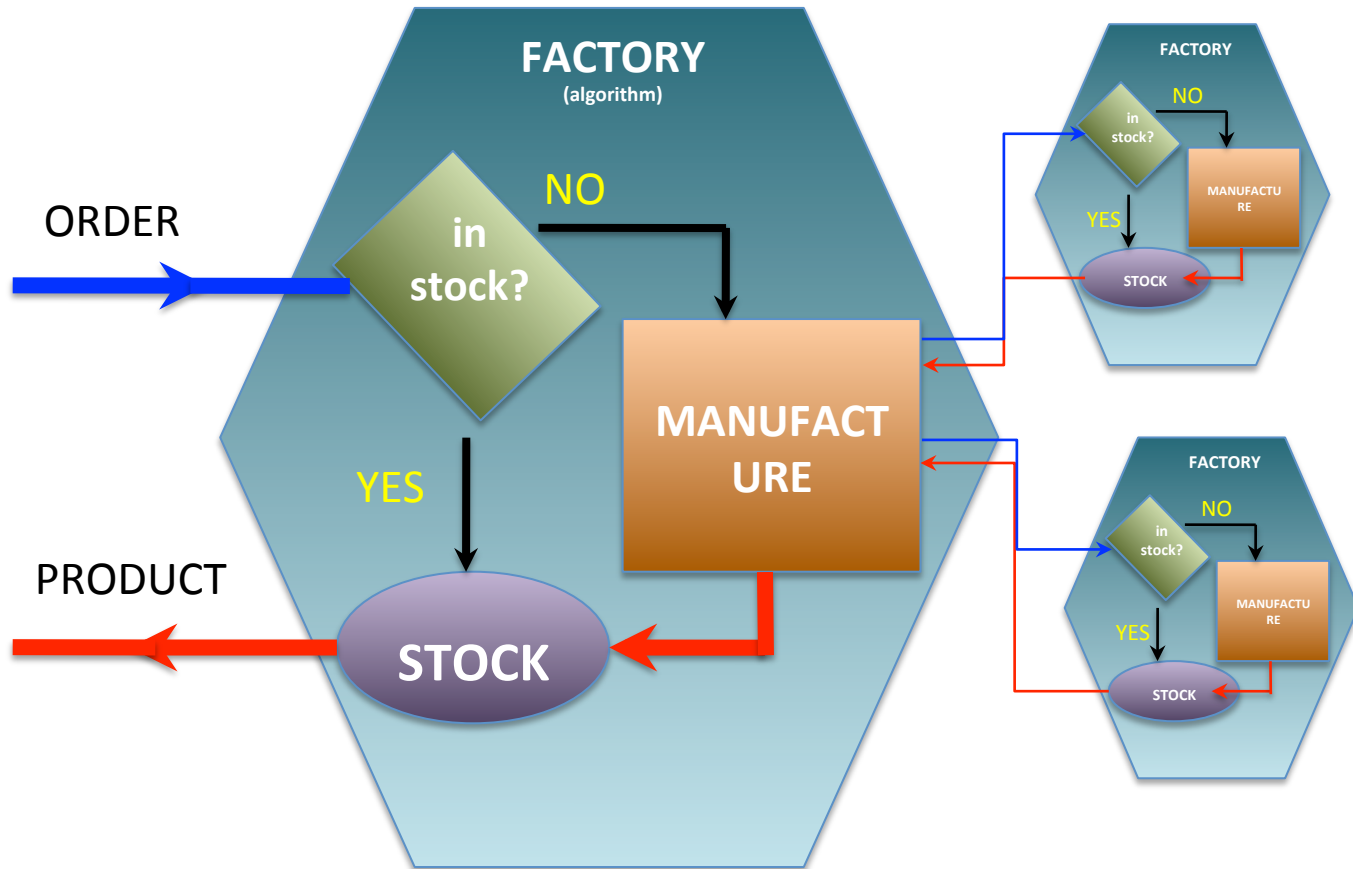 FACTORY
(algorithm)
ORDER
in
stock?
NO
YES
MANUFACT
URE
PRODUCT
STOCK
FACTORY
NO
in
stock?
MANUFACTU
RE
YES
STOCK
FACTORY
NO
in
stock?
MANUFACTU
RE
YES
STOCK